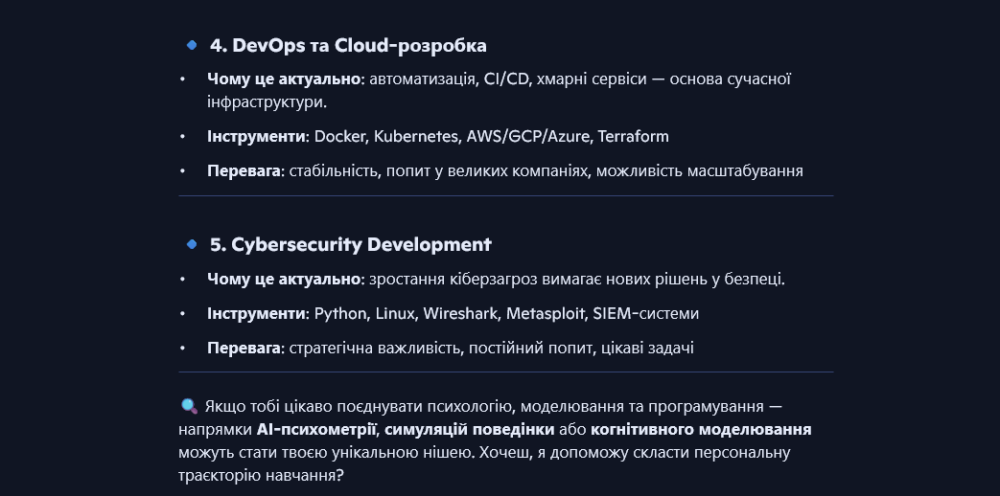 4. DevOps та Cloud-розробка
• Чому це актуально: автоматизація, CI/CD, хмарні сервіси — основа сучасної
інфраструктури.
• Інструменти: Docker, Kubernetes, AWS/GCP/Azure, Terraform
• Перевага: стабільність, попит у великих компаніях, можливість масштабування
5. Cybersecurity Development
• Чому це актуально: зростання кіберзагроз вимагає нових рішень у безпеці.
• Інструменти: Python, Linux, Wireshark, Metasploit, SIEM-системи
• Перевага: стратегічна важливість, постійний попит, цікаві задачі
Якщо тобі цікаво поєднувати психологію, моделювання та програмування —
напрямки AI-психометрії, симуляцій поведінки або когнітивного моделювання
можуть стати твоєю унікальною нішею. Хочеш, я допоможу скласти персональну
траєкторію навчання?